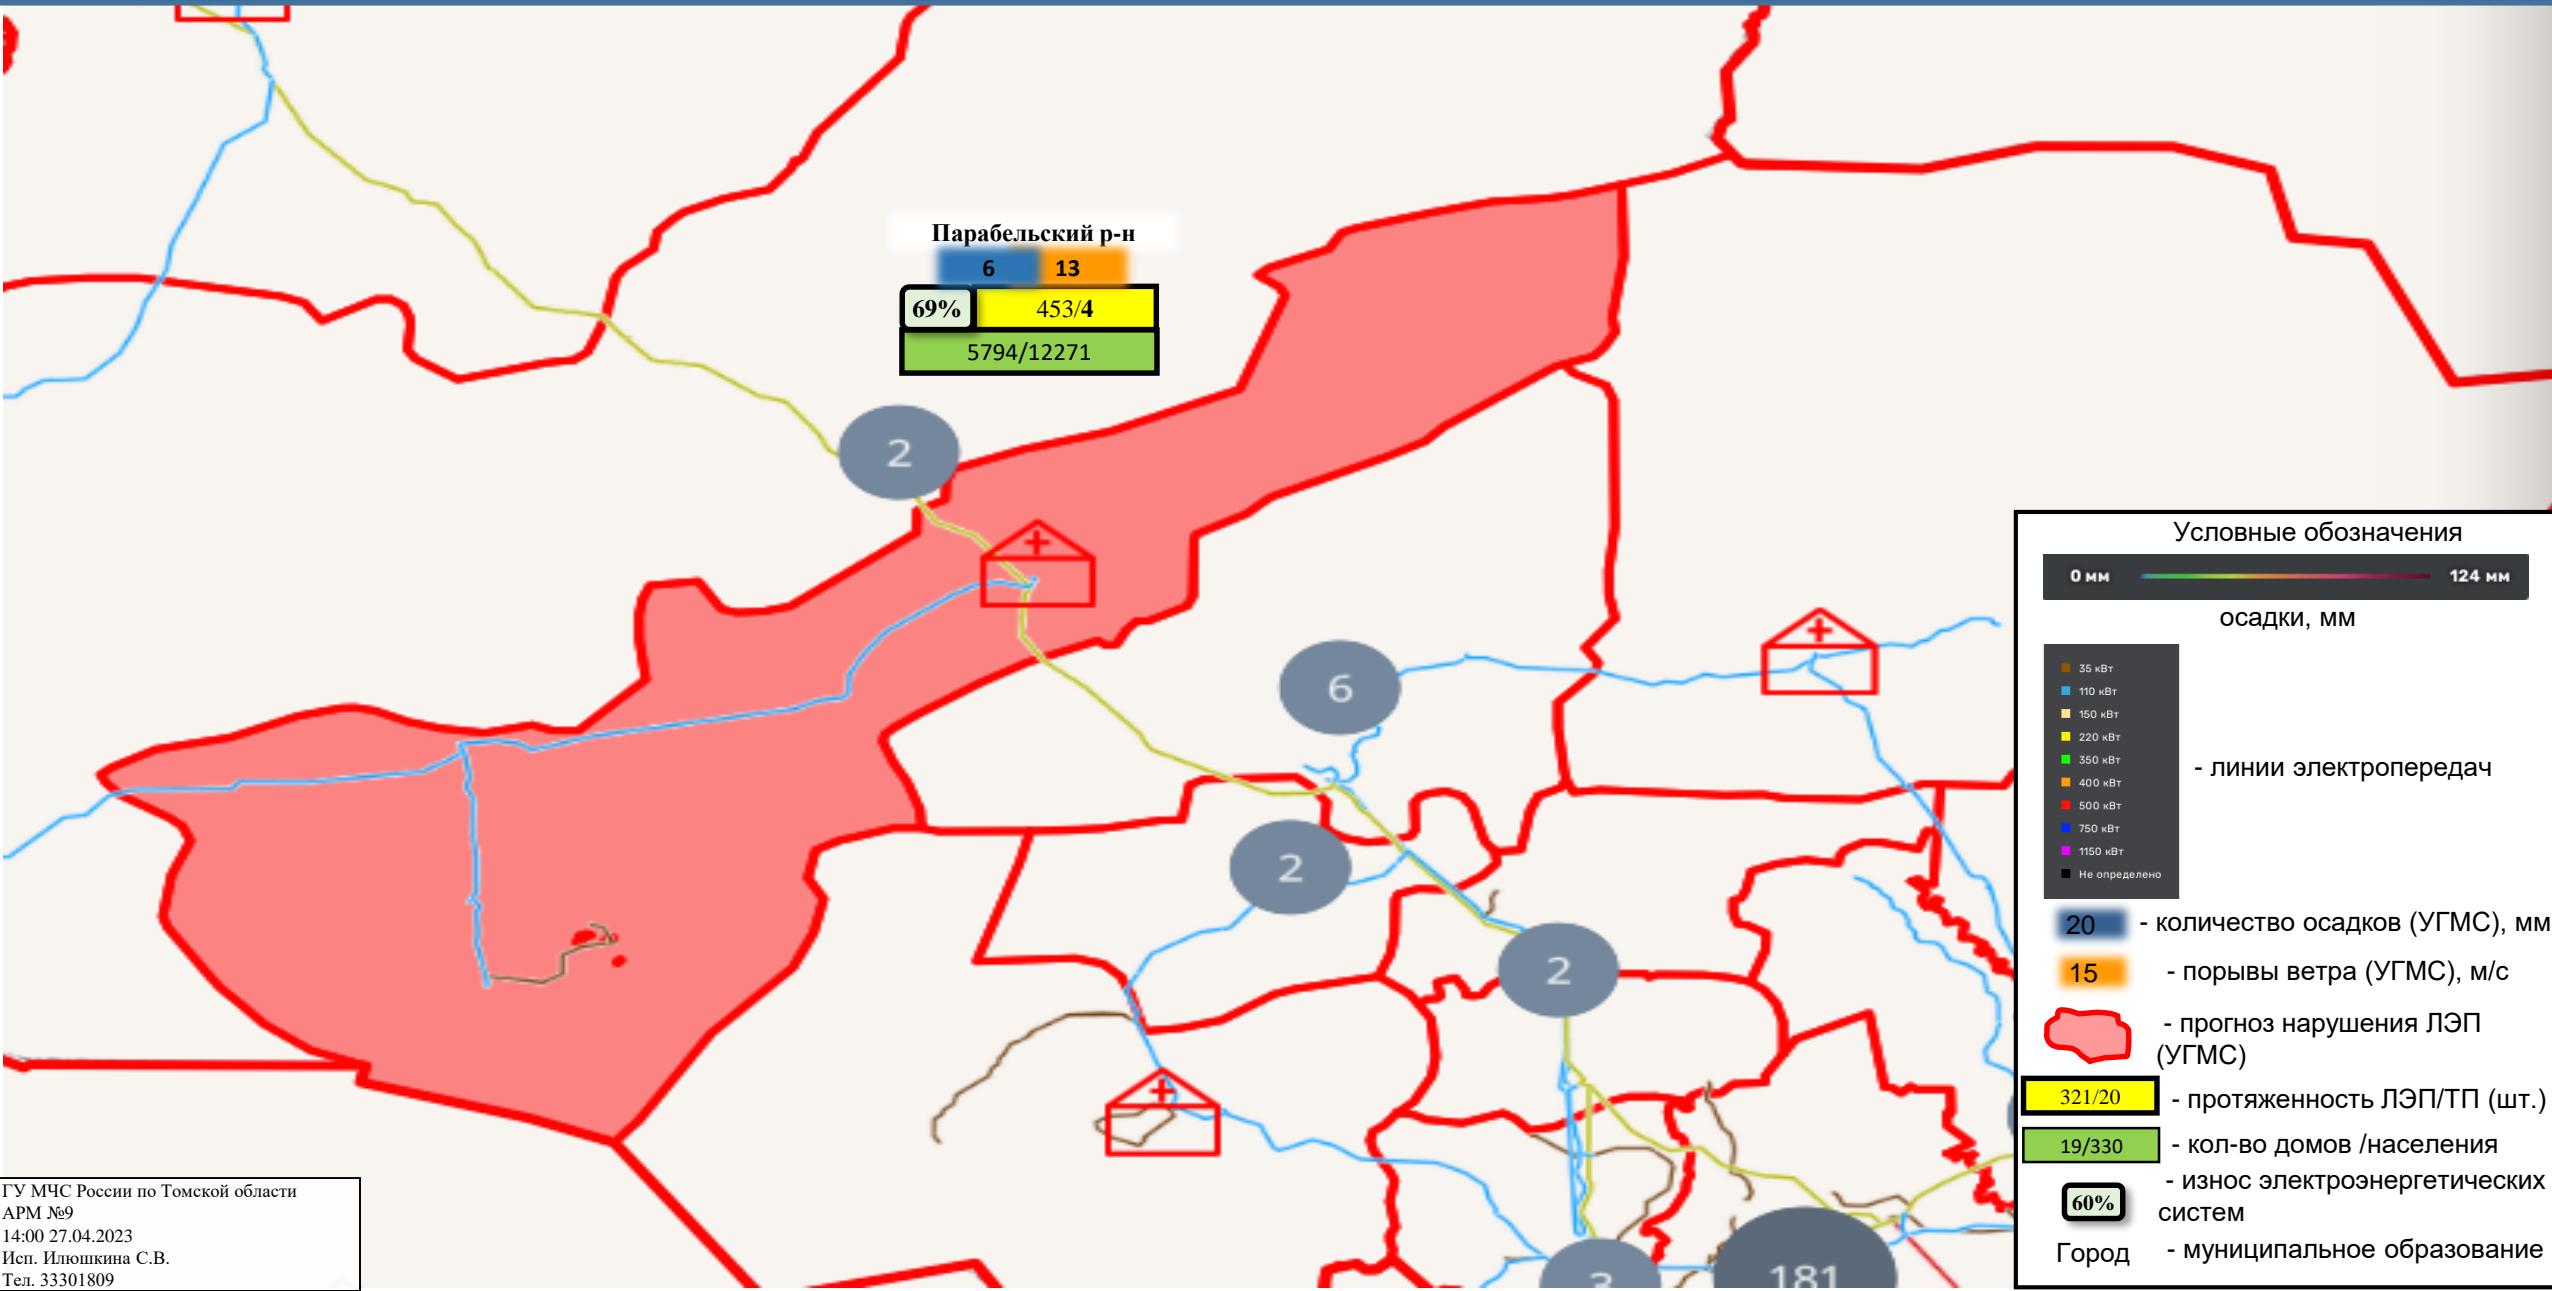 Парабельский р-н
6 13
69% 453/4
5794/12271
2
6
2
2
3
181
Условные обозначения
0 мм 124 мм
осадки, мм
35 кВт
110 кВт
150 кВт
220 кВт
350 кВт
400 кВт
500 кВт
750 кВт
1150 кВт
Не определено
- линии электропередач
20 - количество осадков (УГМС), мм
15 - порывы ветра (УГМС), м/с
- прогноз нарушения ЛЭП
(УГМС)
321/20 - протяженность ЛЭП/ТП (шт.)
19/330 - кол-во домов /населения
60% - износ электроэнергетических
систем
Город - муниципальное образование
ГУ МЧС России по Томской области
АРМ №9
14:00 27.04.2023
Исп. Илюшкина С.В.
Тел. 33301809